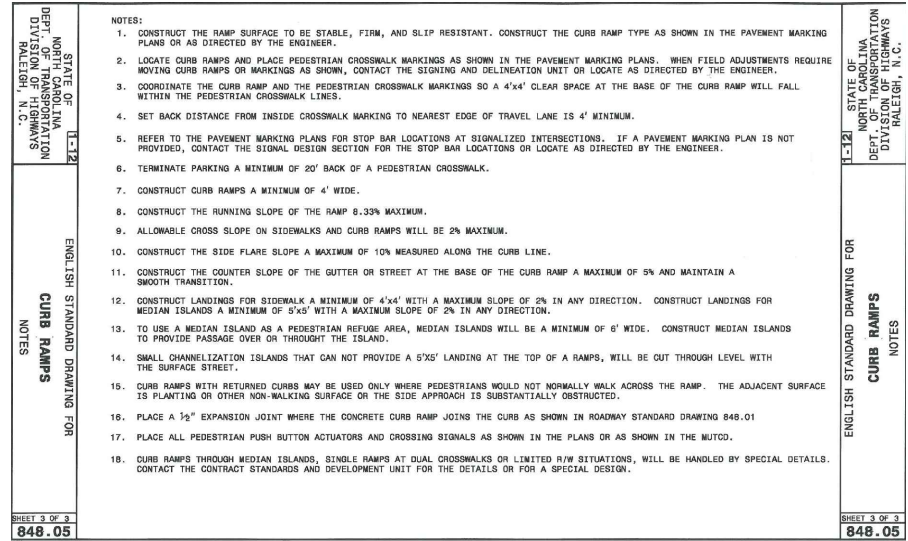 STATE OF
NORTH CAROLINA
DEPT. OF TRANSPORTATION
DIVISION OF HIGHWAYS
RALEIGH, N.C.
1-12
ENGLISH STANDARD DRAWING FOR
CURB RAMPS
NOTES
SHEET 3 OF 3
848.05
NOTES:
1. CONSTRUCT THE RAMP SURFACE TO BE STABLE, FIRM, AND SLIP RESISTANT. CONSTRUCT THE CURB RAMP TYPE AS SHOWN IN THE PAVEMENT MARKING
PLANS OR AS DIRECTED BY THE ENGINEER.
2. LOCATE CURB RAMPS AND PLACE PEDESTRIAN CROSSWALK MARKINGS AS SHOWN IN THE PAVEMENT MARKING PLANS. WHEN FIELD ADJUSTMENTS REQUIRE
MOVING CURB RAMPS OR MARKINGS AS SHOWN, CONTACT THE SIGNING AND DELINEATION UNIT OR LOCATE AS DIRECTED BY THE ENGINEER.
3. COORDINATE THE CURB RAMP AND THE PEDESTRIAN CROSSWALK MARKINGS SO A 4'x4' CLEAR SPACE AT THE BASE OF THE CURB RAMP WILL FALL
WITHIN THE PEDESTRIAN CROSSWALK LINES.
4. SET BACK DISTANCE FROM INSIDE CROSSWALK MARKING TO NEAREST EDGE OF TRAVEL LANE IS 4' MINIMUM.
5. REFER TO THE PAVEMENT MARKING PLANS FOR STOP BAR LOCATIONS AT SIGNALIZED INTERSECTIONS. IF A PAVEMENT MARKING PLAN IS NOT
PROVIDED, CONTACT THE SIGNAL DESIGN SECTION FOR THE STOP BAR LOCATIONS OR LOCATE AS DIRECTED BY THE ENGINEER.
6. TERMINATE PARKING A MINIMUM OF 20' BACK OF A PEDESTRIAN CROSSWALK.
7. CONSTRUCT CURB RAMPS A MINIMUM OF 4' WIDE.
8. CONSTRUCT THE RUNNING SLOPE OF THE RAMP 8.33% MAXIMUM.
9. ALLOWABLE CROSS SLOPE ON SIDEWALKS AND CURB RAMPS WILL BE 2% MAXIMUM.
10. CONSTRUCT THE SIDE FLARE SLOPE A MAXIMUM OF 10% MEASURED ALONG THE CURB LINE.
11. CONSTRUCT THE COUNTER SLOPE OF THE GUTTER OR STREET AT THE BASE OF THE CURB RAMP A MAXIMUM OF 5% AND MAINTAIN A
SMOOTH TRANSITION.
12. CONSTRUCT LANDINGS FOR SIDEWALK A MINIMUM OF 4'x4' WITH A MAXIMUM SLOPE OF 2% IN ANY DIRECTION. CONSTRUCT LANDINGS FOR
MEDIAN ISLANDS A MINIMUM OF 5'x5' WITH A MAXIMUM SLOPE OF 2% IN ANY DIRECTION.
13. TO USE A MEDIAN ISLAND AS A PEDESTRIAN REFUGE AREA, MEDIAN ISLANDS WILL BE A MINIMUM OF 6' WIDE. CONSTRUCT MEDIAN ISLANDS
TO PROVIDE PASSAGE OVER OR THROUGHT THE ISLAND.
14. SMALL CHANNELIZATION ISLANDS THAT CAN NOT PROVIDE A 5'X5' LANDING AT THE TOP OF A RAMPS, WILL BE CUT THROUGH LEVEL WITH
THE SURFACE STREET.
15. CURB RAMPS WITH RETURNED CURBS MAY BE USED ONLY WHERE PEDESTRIANS WOULD NOT NORMALLY WALK ACROSS THE RAMP. THE ADJACENT SURFACE
IS PLANTING OR OTHER NON-WALKING SURFACE OR THE SIDE APPROACH IS SUBSTANTIALLY OBSTRUCTED.
16. PLACE A 1/2" EXPANSION JOINT WHERE THE CONCRETE CURB RAMP JOINS THE CURB AS SHOWN IN ROADWAY STANDARD DRAWING 848.01
17. PLACE ALL PEDESTRIAN PUSH BUTTON ACTUATORS AND CROSSING SIGNALS AS SHOWN IN THE PLANS OR AS SHOWN IN THE MUTCD.
18. CURB RAMPS THROUGH MEDIAN ISLANDS, SINGLE RAMPS AT DUAL CROSSWALKS OR LIMITED R/W SITUATIONS, WILL BE HANDLED BY SPECIAL DETAILS.
CONTACT THE CONTRACT STANDARDS AND DEVELOPMENT UNIT FOR THE DETAILS OR FOR A SPECIAL DESIGN.
1-12
STATE OF
NORTH CAROLINA
DEPT. OF TRANSPORTATION
DIVISION OF HIGHWAYS
RALEIGH, N.C.
ENGLISH STANDARD DRAWING FOR
CURB RAMPS
NOTES
SHEET 3 OF 3
848.05